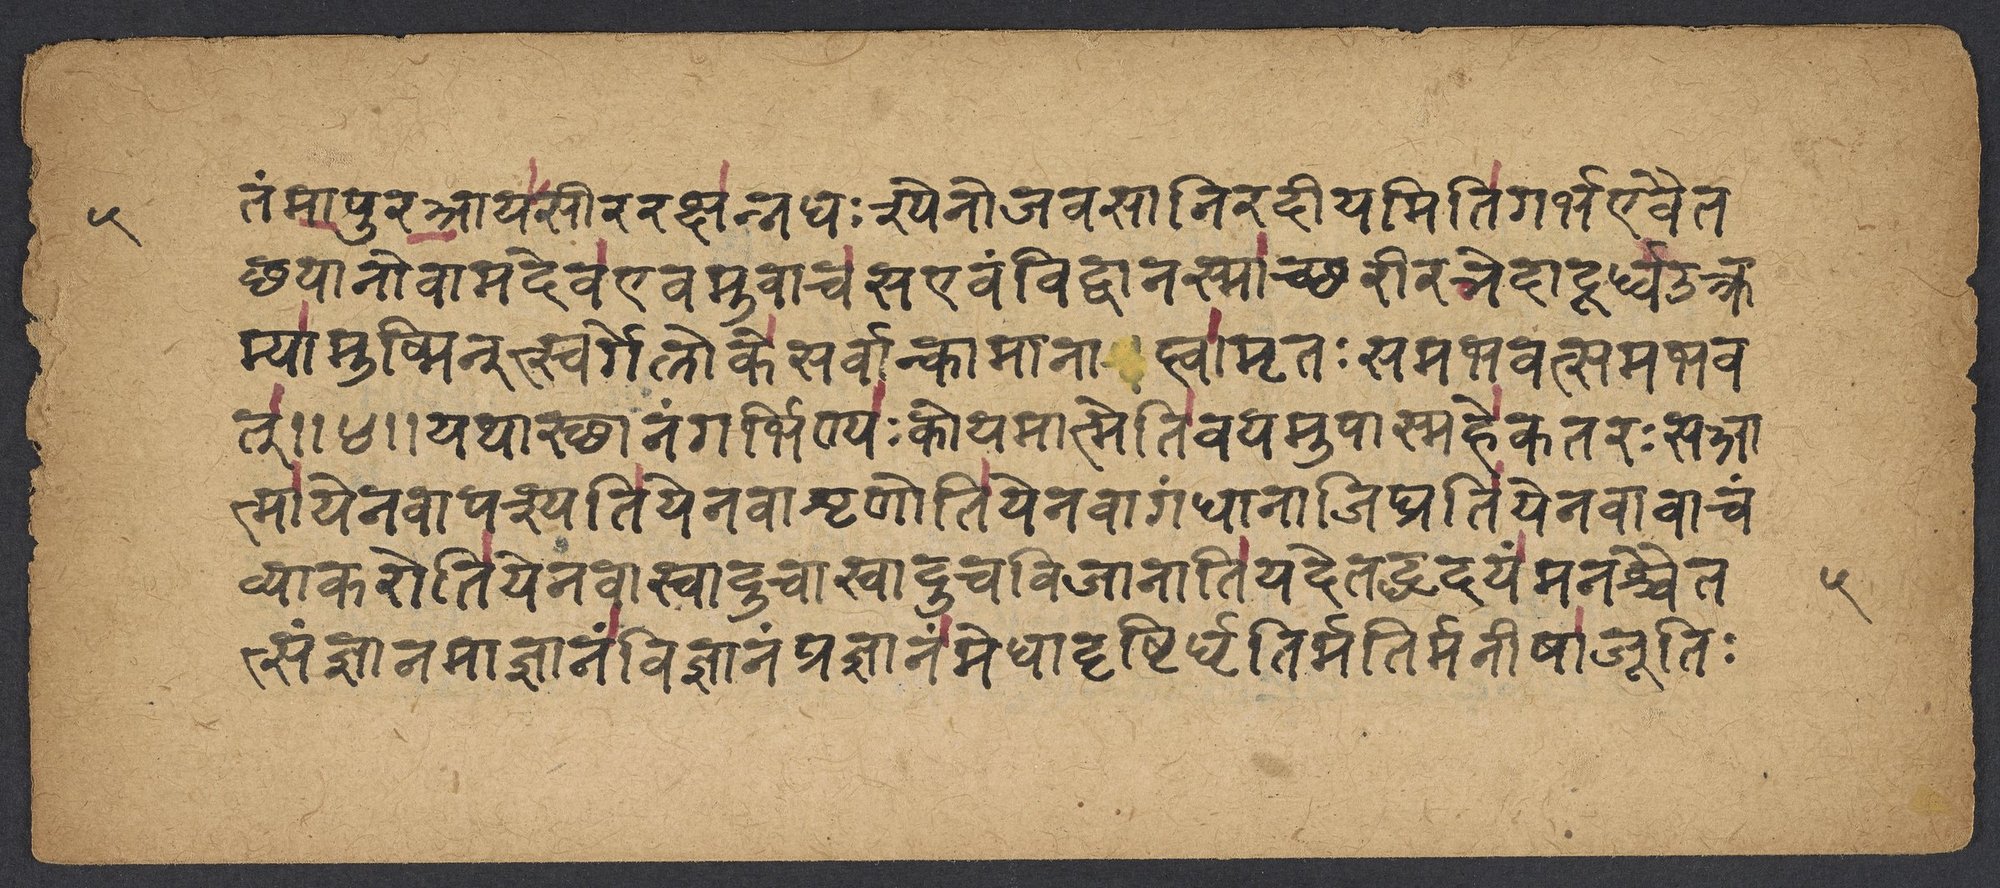 ५
तंमापुरआयसीररक्षन्नधःश्येनोजवसानिरदीयमितिगर्भएवैत
छयानोवामदेवएवमुवाचसएवंविद्वानस्माच्छरीरभेदादूर्ध्वउत्क्र
म्यामुष्मिन्त्स्वर्गेलोकेसर्वान्कामानाप्त्वामृतःसमभवत्समभव
त्॥४॥यथास्छानंगर्भिण्यःकोयमात्मेतिवयमुपास्महेकतरःसआ
त्मायेनवापश्यतियेनवाशृणोतियेनवागंधानाजिघ्रतियेनवावाचं
व्याकरोतियेनवास्वादुचास्वादुचविजानातियदेतद्धृदयंमनश्चैत
त्संज्ञानमाज्ञानंविज्ञानंप्रज्ञानंमेधादृष्टिर्धृतिर्मतिर्मनीषाजूतिः
५